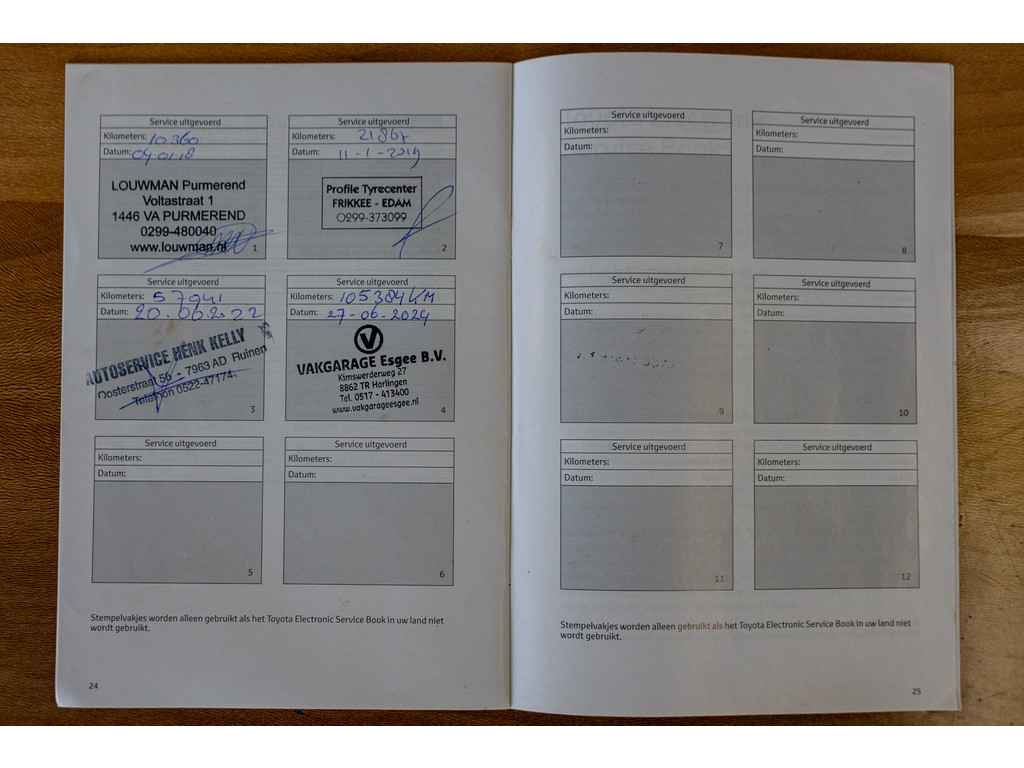 Service uitgevoerd
Kilometers: 10360
Datum: 04.01.18
LOUWMAN Purmerend
Voltastraat 1
1446 VA PURMEREND
0299-480040
www.louwman.nl
1
Service uitgevoerd
Kilometers: 21867
Datum: 11-1-2019
Profile Tyrecenter
FRIKKEE - EDAM
0299-373099
2
Service uitgevoerd
Kilometers: 57941
Datum: 20.06.2022
AUTOSERVICE HENK KELLY
Oosterstraat 56 - 7963 AD Ruinen
Telefoon 0522-47174.
3
Service uitgevoerd
Kilometers: 105384KM
Datum: 27-06-2024
VAKGARAGE Esgee B.V.
Kimswerderweg 27
8862 TR Harlingen
Tel. 0517 - 413400
www.vakgarageesgee.nl
4
Service uitgevoerd
Kilometers:
Datum:
5
Service uitgevoerd
Kilometers:
Datum:
6
Stempelvakjes worden alleen gebruikt als het Toyota Electronic Service Book in uw land niet
wordt gebruikt.
24
Service uitgevoerd
Kilometers:
Datum:
7
Service uitgevoerd
Kilometers:
Datum:
8
Service uitgevoerd
Kilometers:
Datum:
9
Service uitgevoerd
Kilometers:
Datum:
10
Service uitgevoerd
Kilometers:
Datum:
11
Service uitgevoerd
Kilometers:
Datum:
12
Stempelvakjes worden alleen gebruikt als het Toyota Electronic Service Book in uw land niet
wordt gebruikt.
25